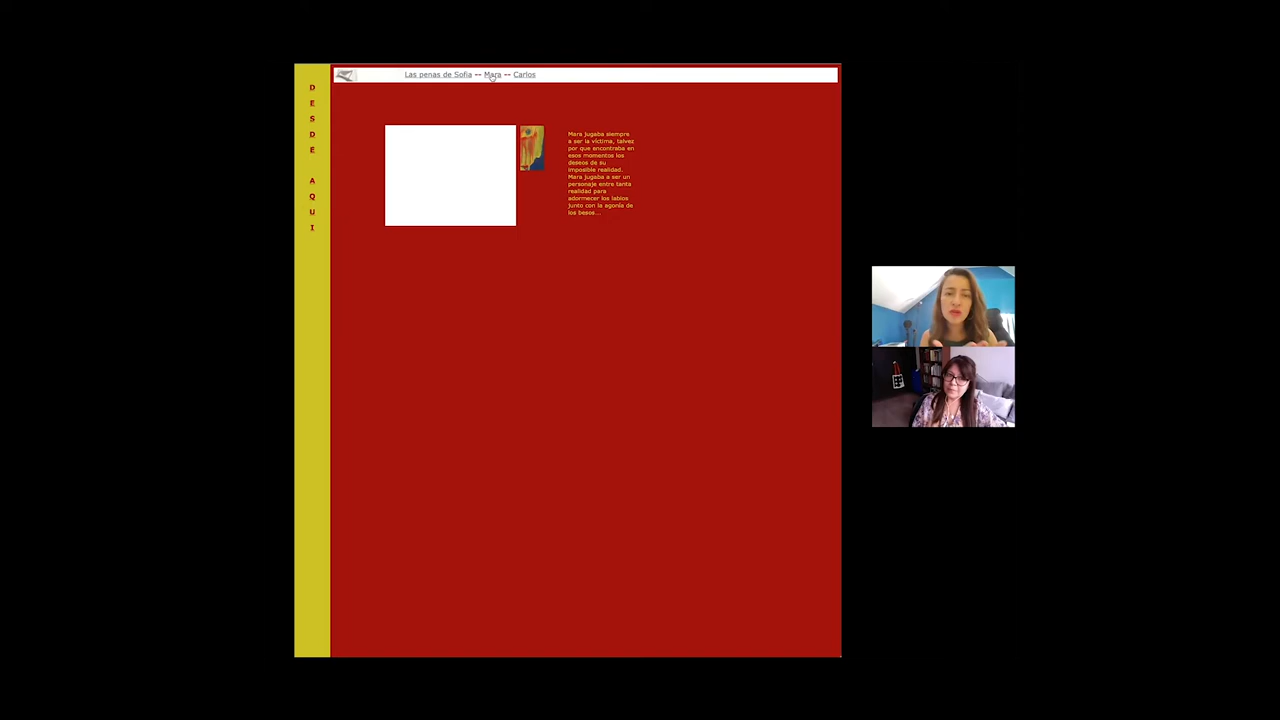 Las penas de Sofia -- Mara -- Carlos
D
E
S
D
E
A
Q
U
I
Mara jugaba siempre
a ser la víctima, talvez
por que encontraba en
esos momentos los
deseos de su
imposible realidad.
Mara jugaba a ser un
personaje entre tanta
realidad para
adormecer los labios
junto con la agonía de
los besos...